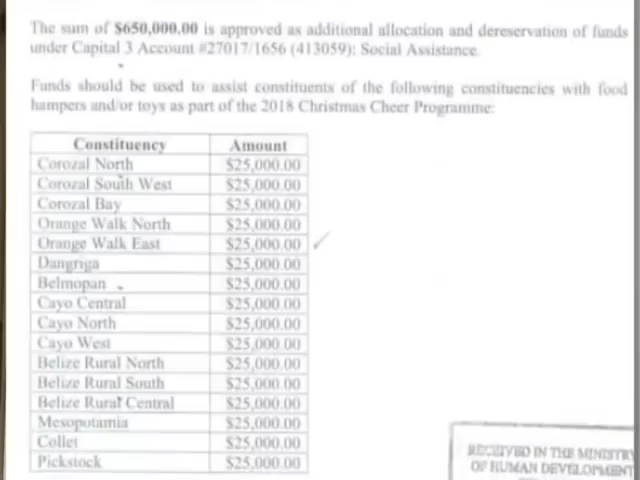 The sum of $650,000.00 is approved as additional allocation and dereservation of funds
under Capital 3 Account #27017/1656 (413059): Social Assistance.
Funds should be used to assist constituents of the following constituencies with food
hampers and/or toys as part of the 2018 Christmas Cheer Programme:
Constituency Amount
Corozal North $25,000.00
Corozal South West $25,000.00
Corozal Bay $25,000.00
Orange Walk North $25,000.00
Orange Walk East $25,000.00
Dangriga $25,000.00
Belmopan $25,000.00
Cayo Central $25,000.00
Cayo North $25,000.00
Cayo West $25,000.00
Belize Rural North $25,000.00
Belize Rural South $25,000.00
Belize Rural Central $25,000.00
Mesopotamia $25,000.00
Collet $25,000.00
Pickstock $25,000.00
RECEIVED IN THE MINISTRY
OF HUMAN DEVELOPMENT